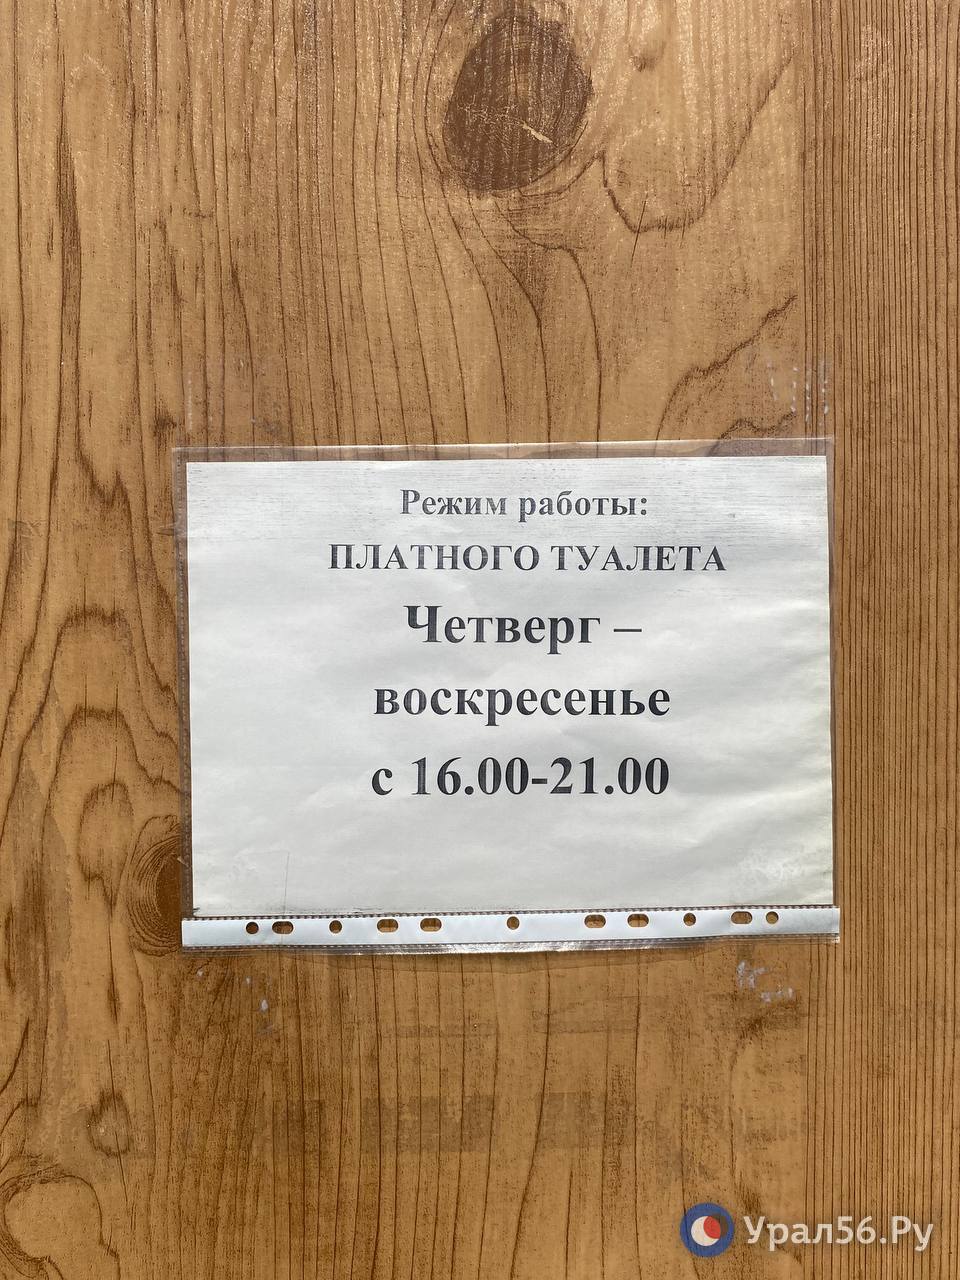 Режим работы:
ПЛАТНОГО ТУАЛЕТА
Четверг –
воскресенье
с 16.00-21.00
Урал56.Ру